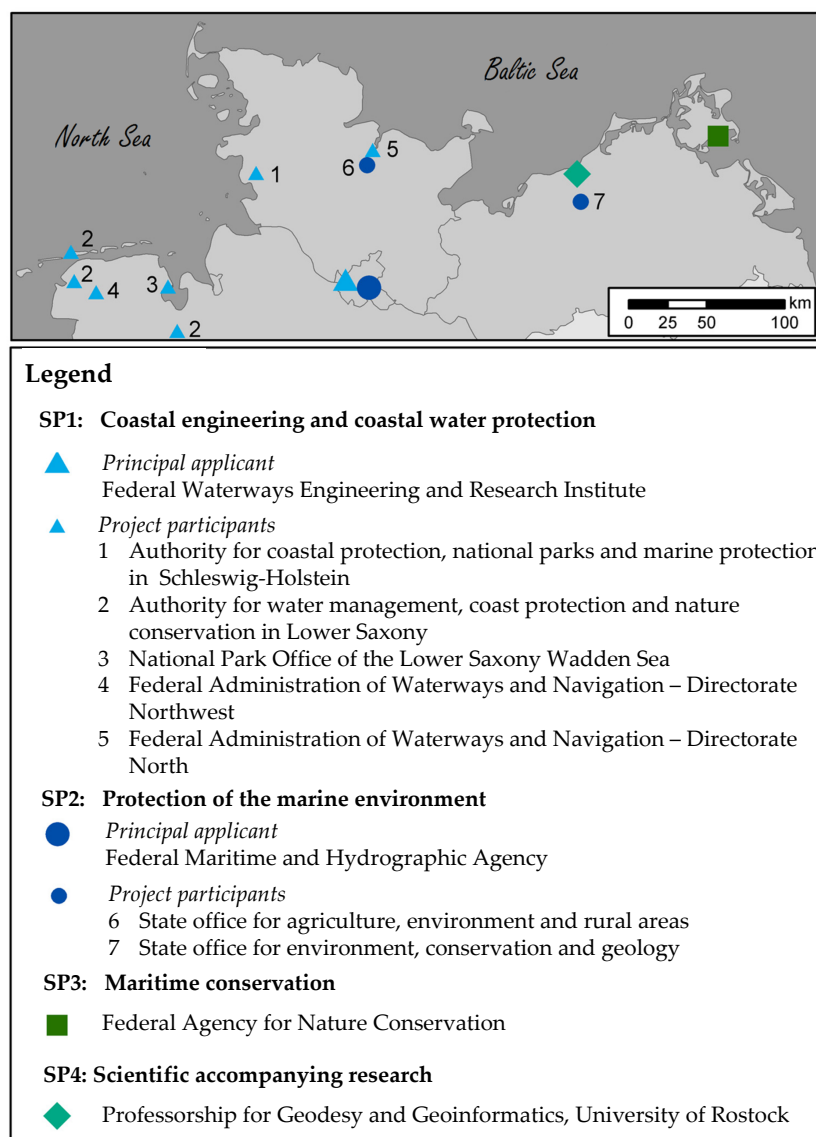 Baltic Sea
North Sea
5
6
1
7
2
2
3
4
2
km
0 25 50 100
Legend
SP1: Coastal engineering and coastal water protection
Principal applicant
Federal Waterways Engineering and Research Institute
Project participants
1 Authority for coastal protection, national parks and marine protection
in Schleswig-Holstein
2 Authority for water management, coast protection and nature
conservation in Lower Saxony
3 National Park Office of the Lower Saxony Wadden Sea
4 Federal Administration of Waterways and Navigation – Directorate
Northwest
5 Federal Administration of Waterways and Navigation – Directorate
North
SP2: Protection of the marine environment
Principal applicant
Federal Maritime and Hydrographic Agency
Project participants
6 State office for agriculture, environment and rural areas
7 State office for environment, conservation and geology
SP3: Maritime conservation
Federal Agency for Nature Conservation
SP4: Scientific accompanying research
Professorship for Geodesy and Geoinformatics, University of Rostock